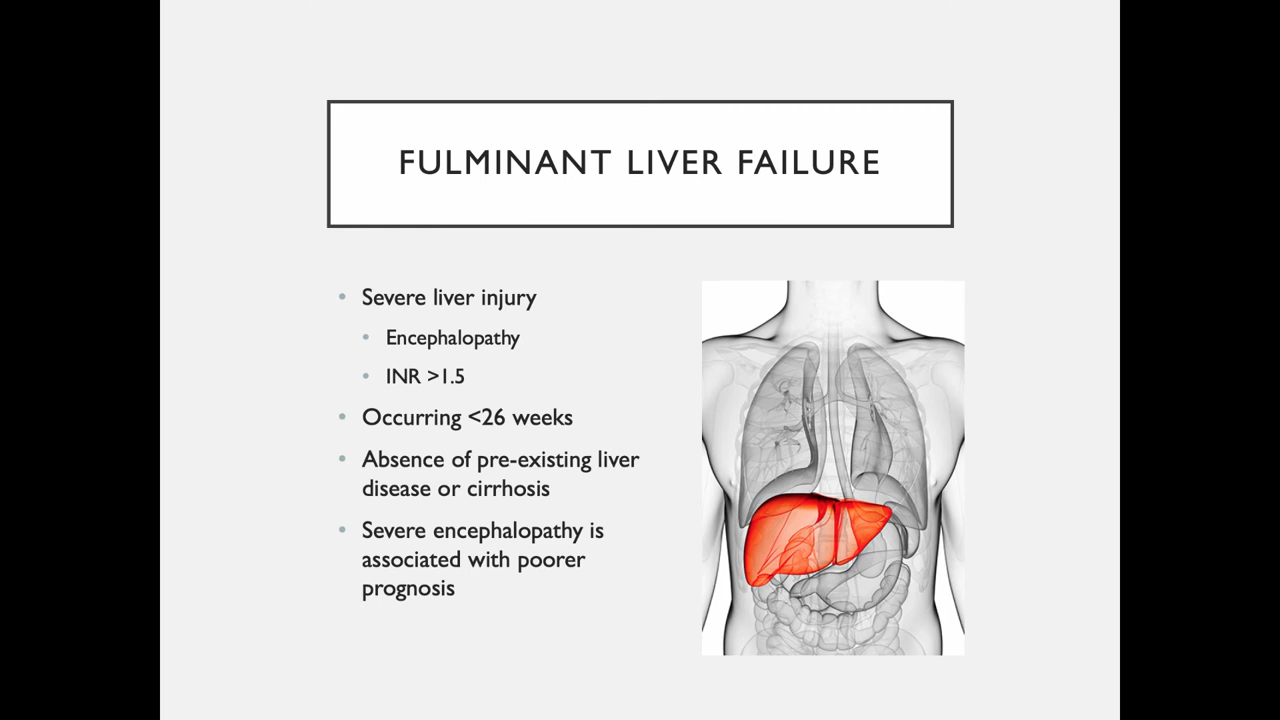 FULMINANT LIVER FAILURE
• Severe liver injury
• Encephalopathy
• INR >1.5
• Occurring <26 weeks
• Absence of pre-existing liver
disease or cirrhosis
• Severe encephalopathy is
associated with poorer
prognosis